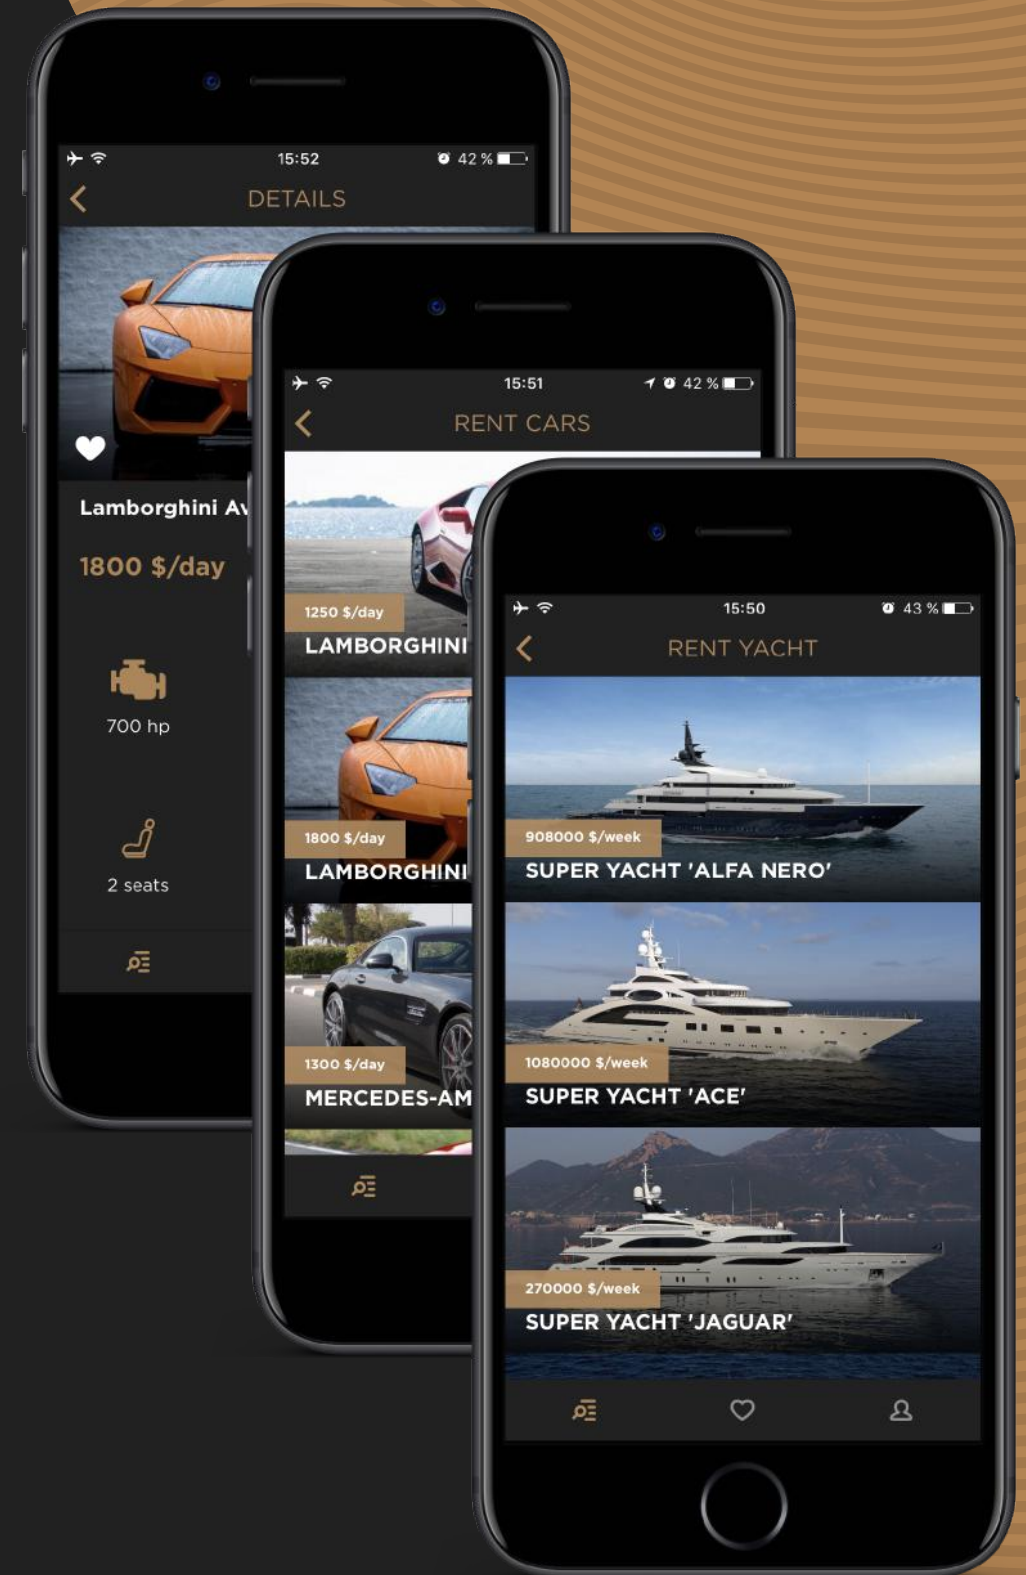 15:52
42 %
DETAILS
Lamborghini
1800 $/day
700 hp
2 seats
15:51
42 %
RENT CARS
1250 $/day
LAMBORGHINI
1800 $/day
LAMBORGHINI
1300 $/day
MERCEDES-AM
15:50
43 %
RENT YACHT
908000 $/week
SUPER YACHT 'ALFA NERO'
1080000 $/week
SUPER YACHT 'ACE'
270000 $/week
SUPER YACHT 'JAGUAR'